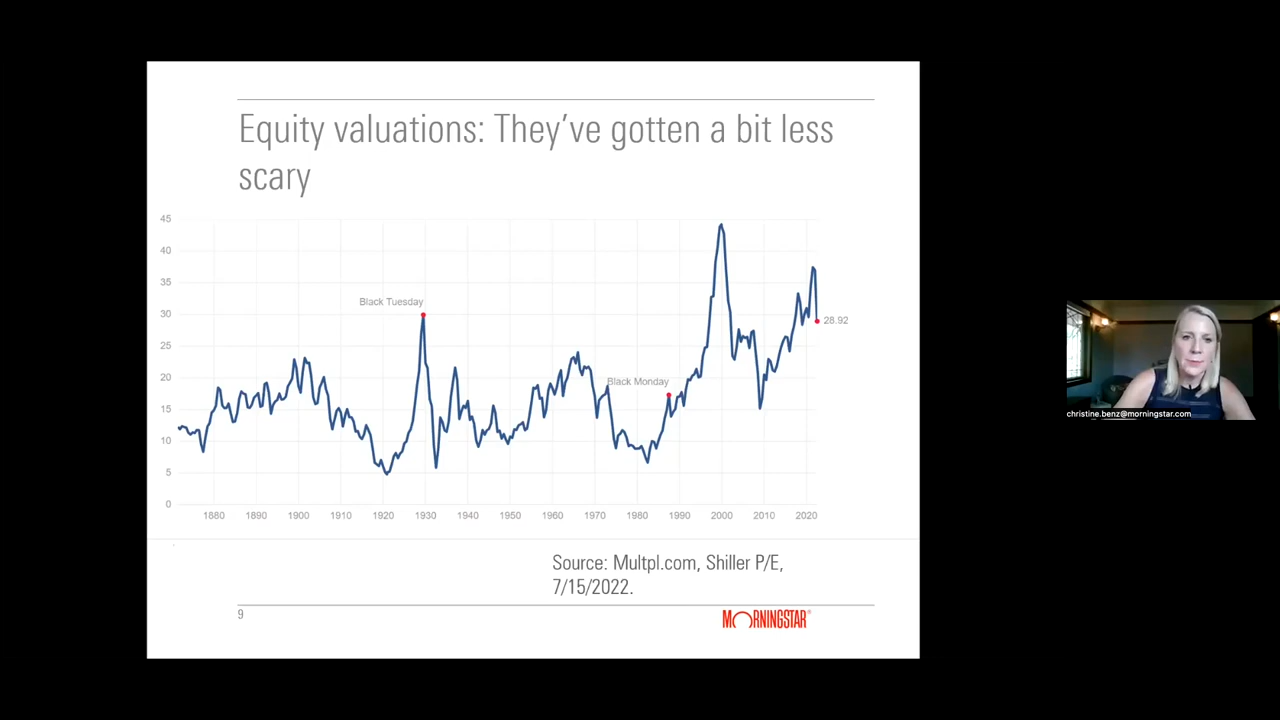 Equity valuations: They've gotten a bit less
scary
45
40
35
30
25
20
15
10
5
0
Black Tuesday
Black Monday
28.92
1880 1890 1900 1910 1920 1930 1940 1950 1960 1970 1980 1990 2000 2010 2020
Source: Multpl.com, Shiller P/E,
7/15/2022.
9
MORNINGSTAR®
christine.benz@morningstar.com